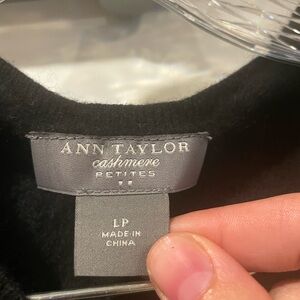 ANN TAYLOR
cashmere
PETITES
LP
MADE IN
CHINA